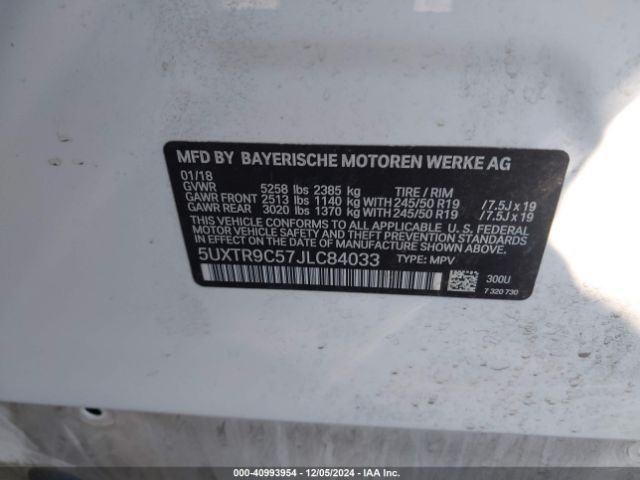 MFD BY BAYERISCHE MOTOREN WERKE AG
01/18
GVWR 5258 lbs 2385 kg TIRE / RIM
GAWR FRONT 2513 lbs 1140 kg WITH 245/50 R19 / 7.5J x 19
GAWR REAR 3020 lbs 1370 kg WITH 245/50 R19 / 7.5J x 19
THIS VEHICLE CONFORMS TO ALL APPLICABLE U. S. FEDERAL
MOTOR VEHICLE SAFETY, BUMPER, AND THEFT PREVENTION
STANDARDS IN EFFECT ON THE DATE OF MANUFACTURE SHOWN ABOVE.
5UXTR9C57JLC84033 TYPE: MPV
300U
7 320 730
000-40993954 - 12/05/2024 - IAA Inc.